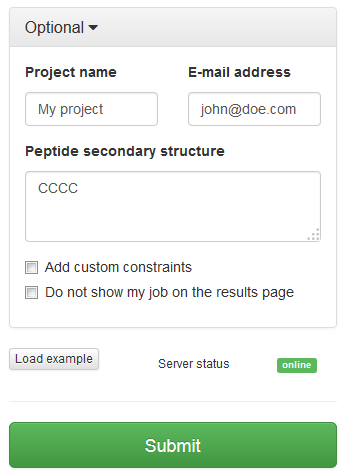 Optional
Project name E-mail address
My project john@doe.com
Peptide secondary structure
CCCC
Add custom constraints
Do not show my job on the results page
Load example Server status online
Submit